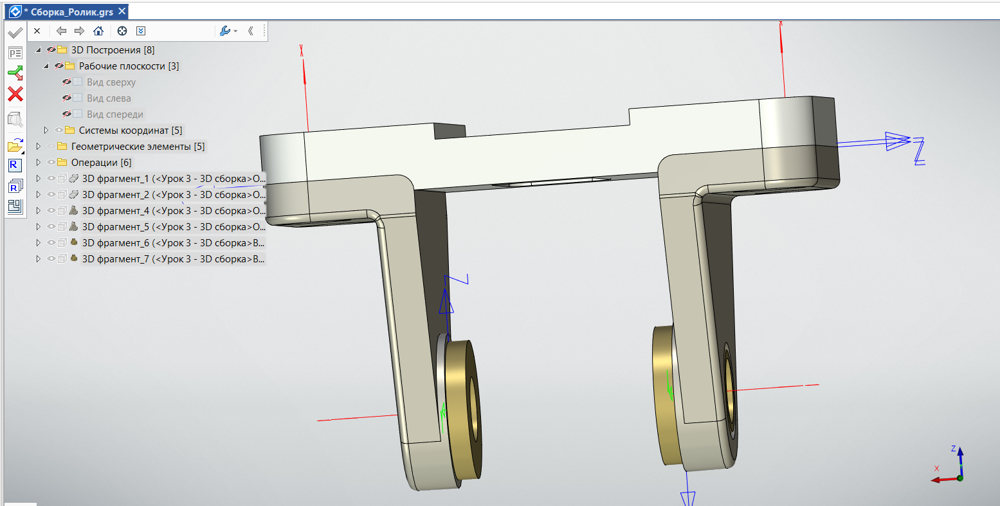 * Сборка_Ролик.grs
3D Построения [8]
Рабочие плоскости [3]
Вид сверху
Вид слева
Вид спереди
Системы координат [5]
Геометрические элементы [5]
Операции [6]
3D фрагмент_1 (<Урок 3 - 3D сборка>О...
3D фрагмент_2 (<Урок 3 - 3D сборка>О...
3D фрагмент_4 (<Урок 3 - 3D сборка>О...
3D фрагмент_5 (<Урок 3 - 3D сборка>О...
3D фрагмент_6 (<Урок 3 - 3D сборка>В...
3D фрагмент_7 (<Урок 3 - 3D сборка>В...
PE
R
R
X
X
Z
Z
Z
X